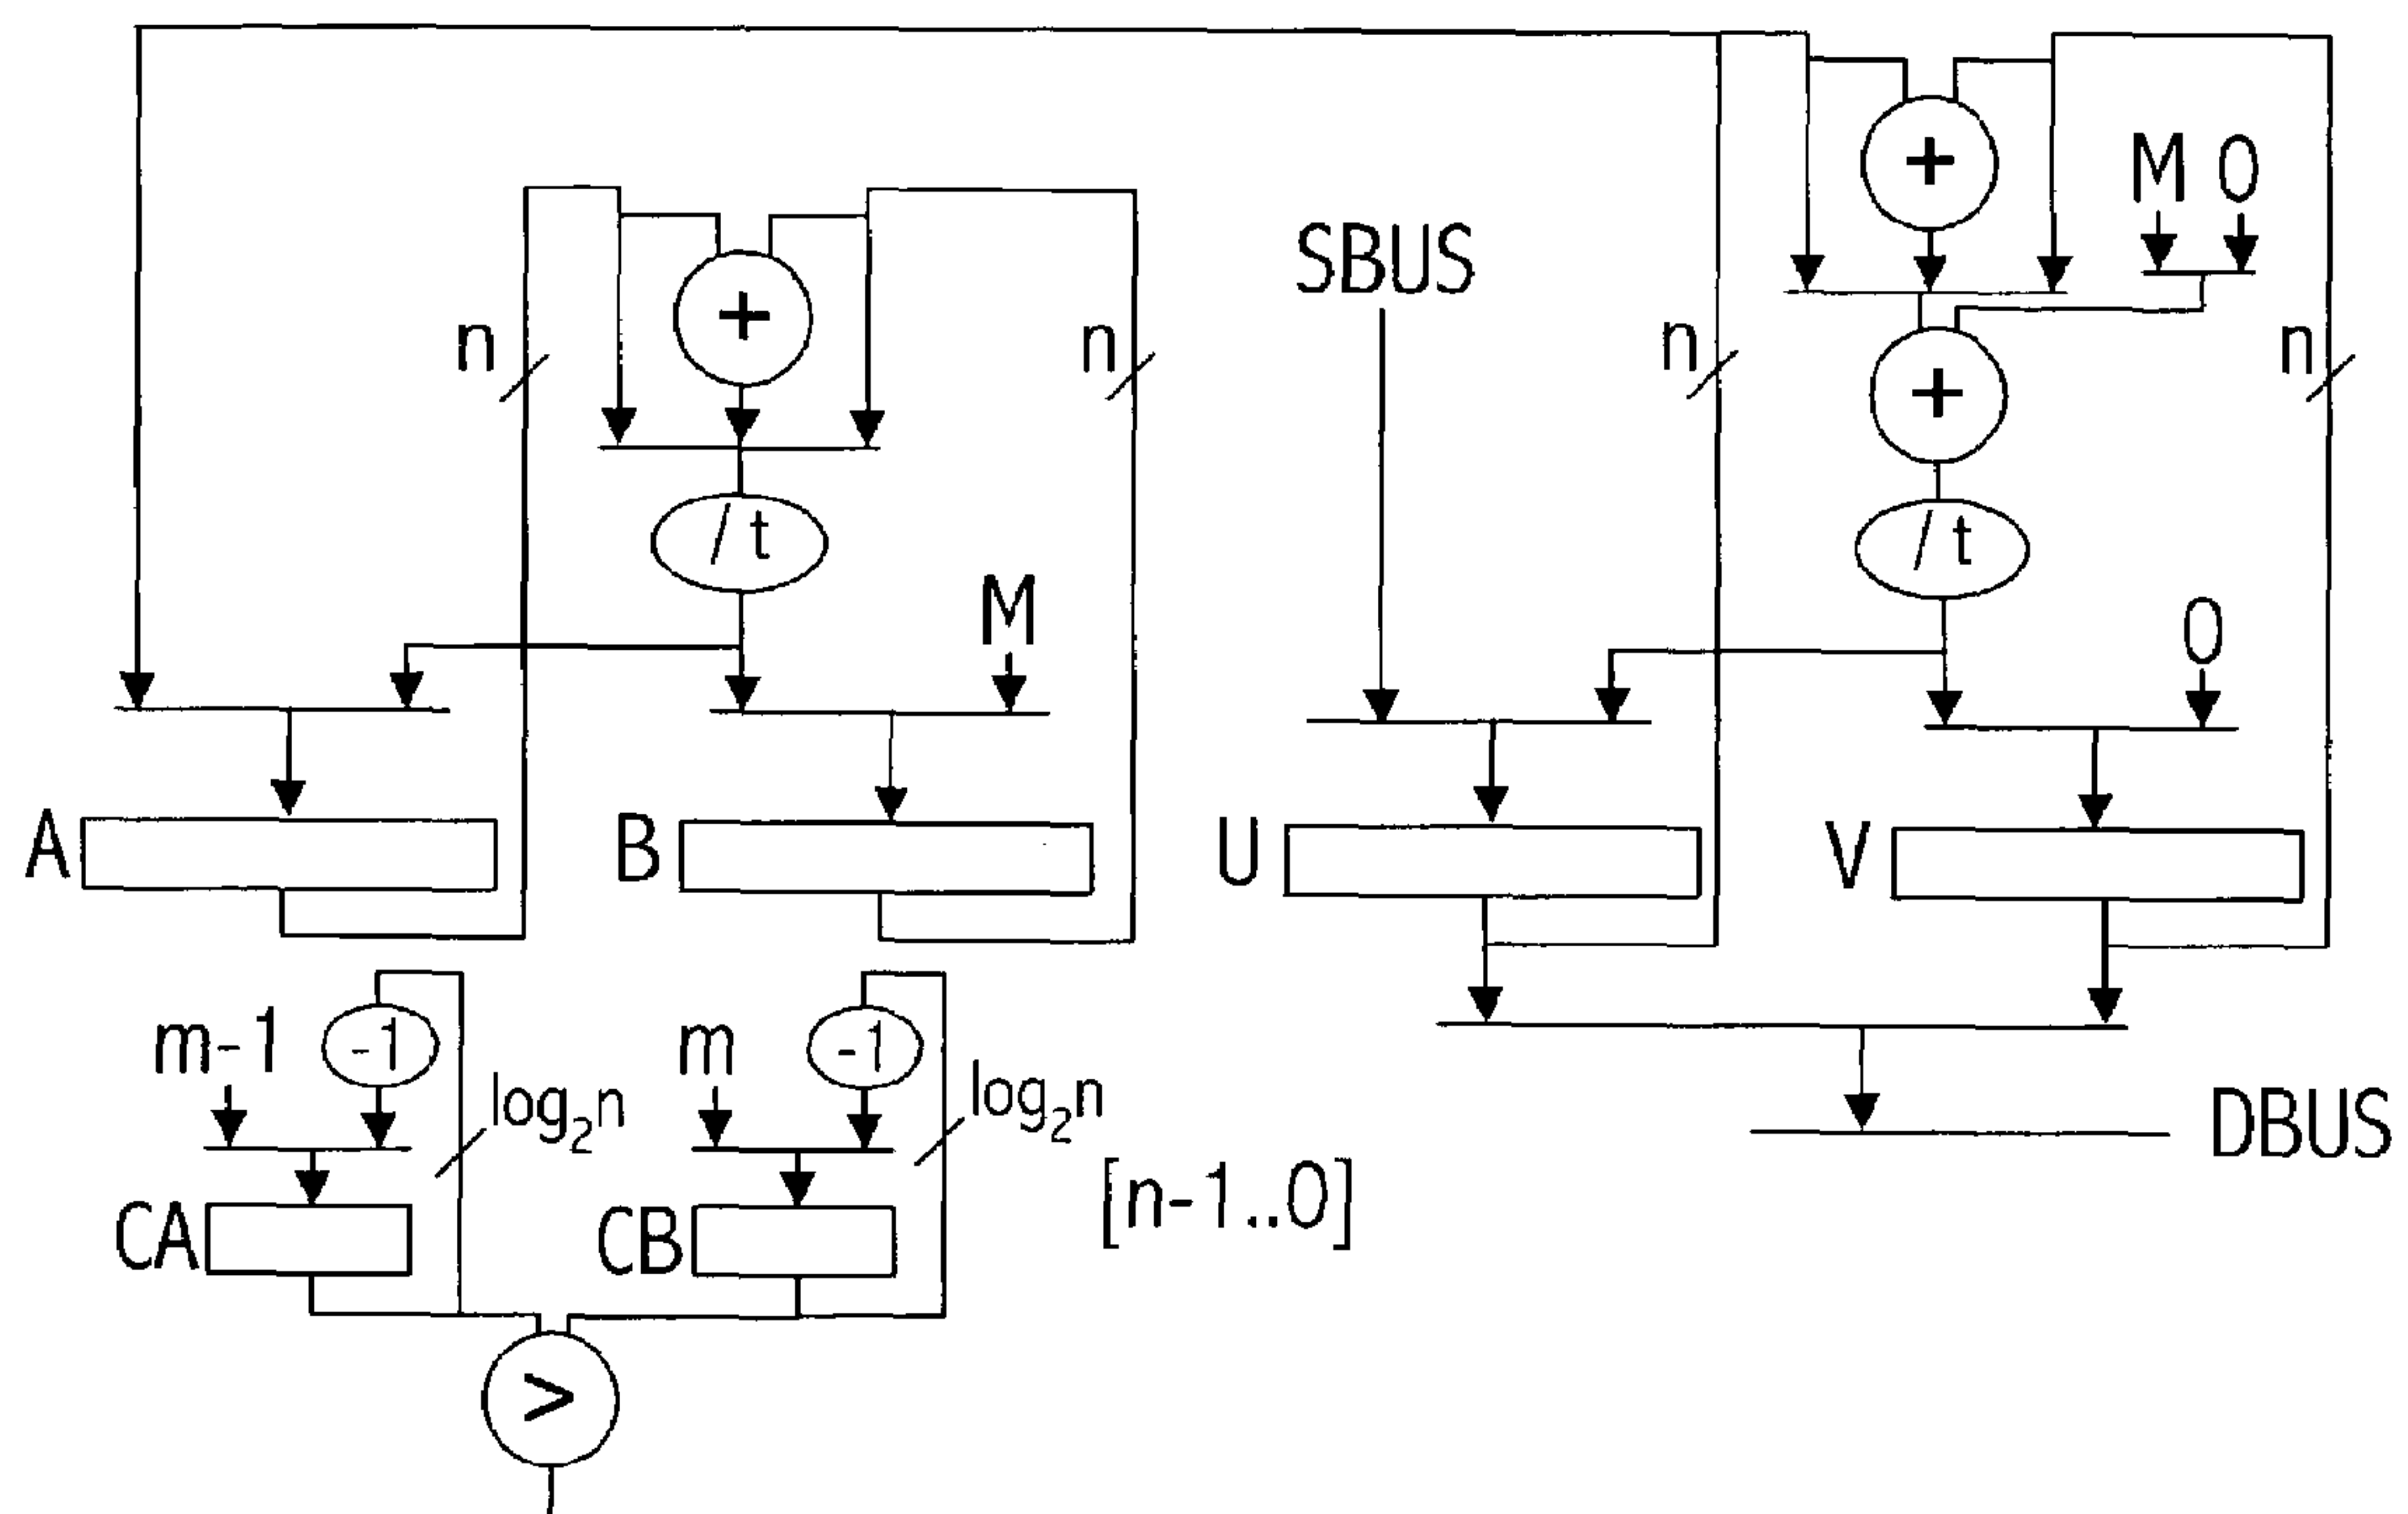 +
M 0
SBUS
+
n
n
n
n
+
/t
/t
M
0
A
B
U
V
m-1
-1
m
-1
log₂n
log₂n
DBUS
[n-1..0]
CA
CB
>